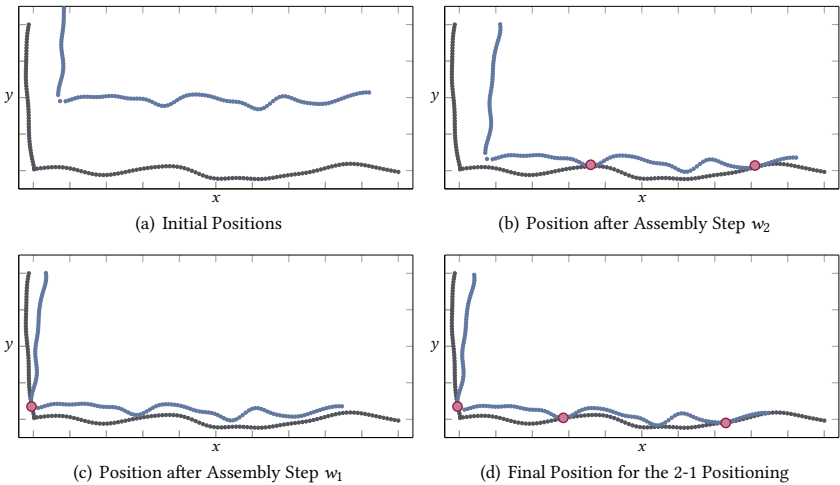 y
x
(a) Initial Positions
y
x
(b) Position after Assembly Step w₂
y
x
(c) Position after Assembly Step w₁
y
x
(d) Final Position for the 2-1 Positioning